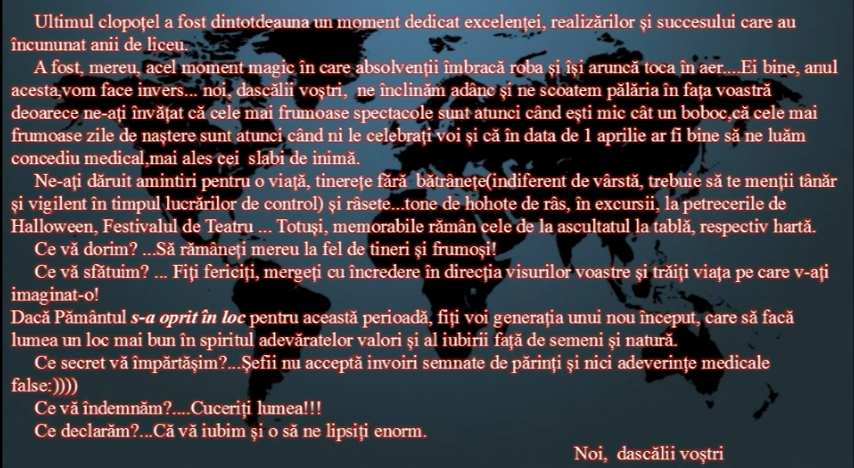 Ultimul clopoțel a fost dintotdeauna un moment dedicat excelenței, realizărilor și succesului care au
încununat anii de liceu.
A fost, mereu, acel moment magic în care absolvenții îmbracă roba și își aruncă toca în aer....Ei bine, anul
acesta,vom face invers... noi, dascălii voștri, ne înclinăm adânc și ne scoatem pălăria în fața voastră
deoarece ne-ați învățat că cele mai frumoase spectacole sunt atunci când ești mic cât un boboc,că cele mai
frumoase zile de naștere sunt atunci când ni le celebrați voi și că în data de 1 aprilie ar fi bine să ne luăm
concediu medical,mai ales cei slabi de inimă.
Ne-ați dăruit amintiri pentru o viață, tinerețe fără bătrânețe(indiferent de vârstă, trebuie să te menții tânăr
și vigilent în timpul lucrărilor de control) și râsete...tone de hohote de râs, în excursii, la petrecerile de
Halloween, Festivalul de Teatru ... Totuși, memorabile rămân cele de la ascultatul la tablă, respectiv hartă.
Ce vă dorim? ...Să rămâneți mereu la fel de tineri și frumoși!
Ce vă sfătuim? ... Fiți fericiți, mergeți cu încredere în direcția visurilor voastre și trăiți viața pe care v-ați
imaginat-o!
Dacă Pământul s-a oprit în loc pentru această perioadă, fiți voi generația unui nou început, care să facă
lumea un loc mai bun în spiritul adevăratelor valori și al iubirii față de semeni și natură.
Ce secret vă împărtășim?...Șefii nu acceptă invoiri semnate de părinți și nici adeverințe medicale
false:))))
Ce vă îndemnăm?....Cuceriți lumea!!!
Ce declarăm?...Că vă iubim și o să ne lipsiți enorm.
Noi, dascălii voștri